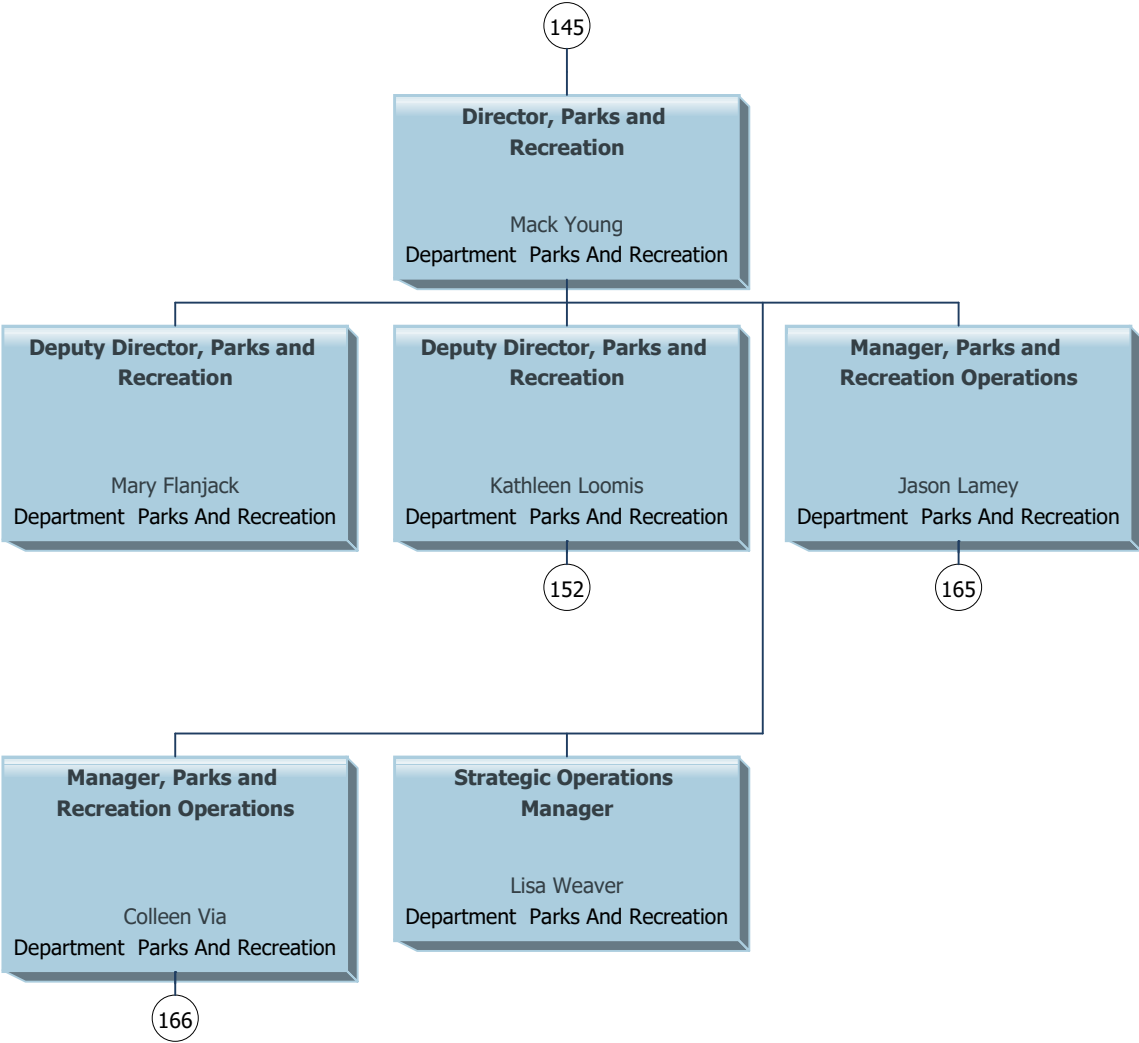 145
Director, Parks and
Recreation
Mack Young
Department  Parks And Recreation
Deputy Director, Parks and
Recreation
Mary Flanjack
Department  Parks And Recreation
Deputy Director, Parks and
Recreation
Kathleen Loomis
Department  Parks And Recreation
152
Manager, Parks and
Recreation Operations
Jason Lamey
Department  Parks And Recreation
165
Manager, Parks and
Recreation Operations
Colleen Via
Department  Parks And Recreation
166
Strategic Operations
Manager
Lisa Weaver
Department  Parks And Recreation